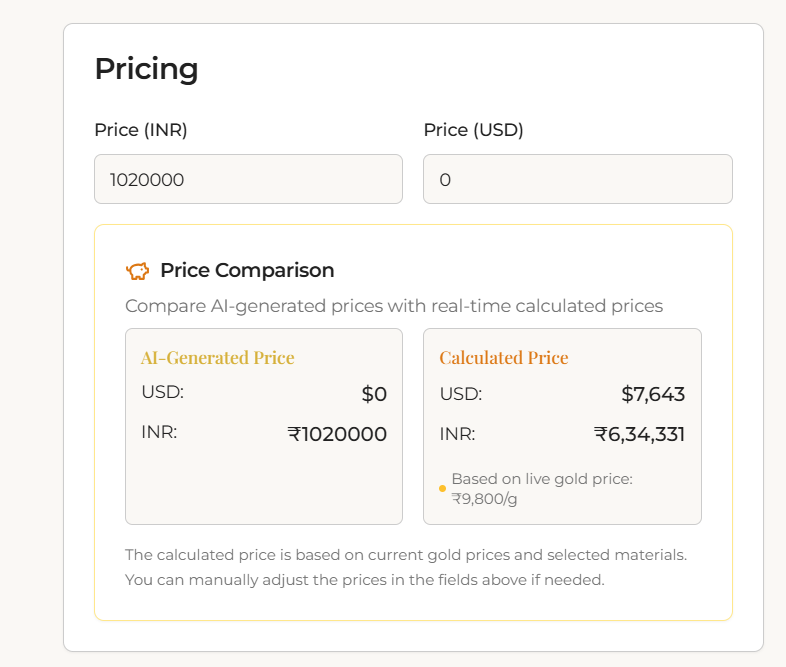 Pricing
Price (INR)
Price (USD)
1020000
0
Price Comparison
Compare AI-generated prices with real-time calculated prices
AI-Generated Price
USD:
$0
INR:
₹1020000
Calculated Price
USD:
$7,643
INR:
₹6,34,331
Based on live gold price:
₹9,800/g
The calculated price is based on current gold prices and selected materials.
You can manually adjust the prices in the fields above if needed.